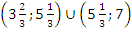 (3 2/3; 5 1/3) ∪ (5 1/3; 7)